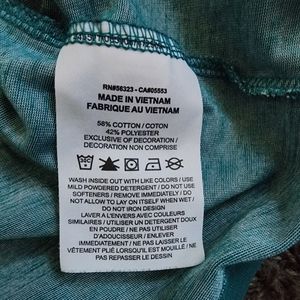 RN#56323 - CA#05553
MADE IN VIETNAM
FABRIQUE AU VIETNAM
58% COTTON / COTON
42% POLYESTER
EXCLUSIVE OF DECORATION /
DECORATION NON COMPRISE
WASH INSIDE OUT WITH LIKE COLORS / USE
MILD POWDERED DETERGENT / DO NOT USE
SOFTENERS / REMOVE IMMEDIATELY / DO
NOT ALLOW TO LAY ON ITSELF WHEN WET /
DO NOT IRON DESIGN
LAVER A L'ENVERS AVEC COULEURS
SIMILAIRES / UTILISER UN DETERGENT DOUX
EN POUDRE / NE PAS UTILISER
D'ADOUCISSEUR / ENLEVER
IMMEDIATEMENT / NE PAS LAISSER LE
VÊTEMENT PLIÉ LORSQU'IL EST MOUILLÉ / NE
PAS REPASSER LE DESSIN